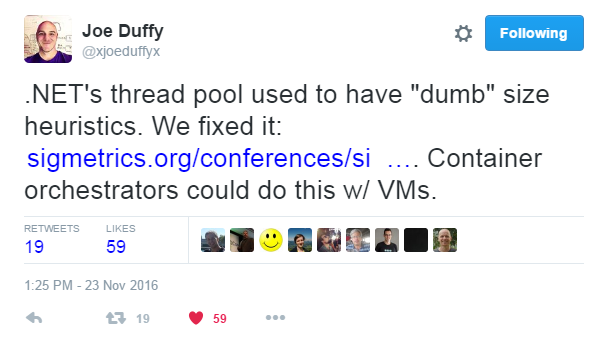 Joe Duffy
@xjoeduffyx
Following
.NET's thread pool used to have "dumb" size
heuristics. We fixed it:
sigmetrics.org/conferences/si …. Container
orchestrators could do this w/ VMs.
RETWEETS LIKES
19 59
1:25 PM - 23 Nov 2016
19 59